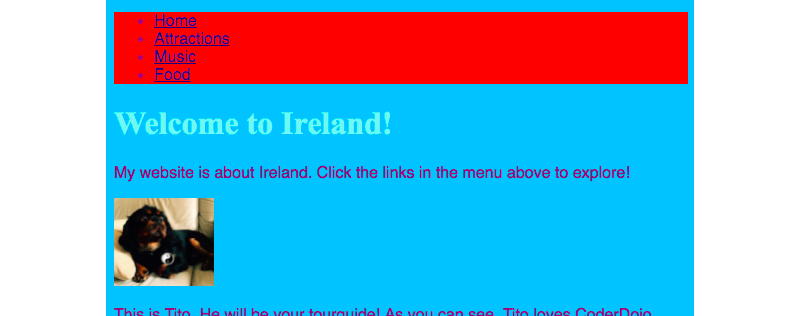 Home
Attractions
Music
Food
Welcome to Ireland!
My website is about Ireland. Click the links in the menu above to explore!
This is Tito. He will be your tourguide! As you can see, Tito loves CoderDojo